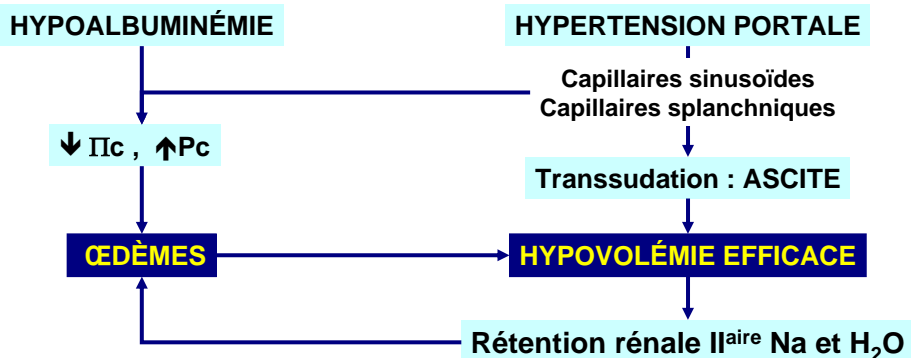 HYPOALBUMINÉMIE
HYPERTENSION PORTALE
Capillaires sinusoïdes
Capillaires splanchniques
↓ Πc , ↑Pc
Transsudation : ASCITE
ŒDÈMES
HYPOVOLÉMIE EFFICACE
Rétention rénale IIaire Na et H₂O